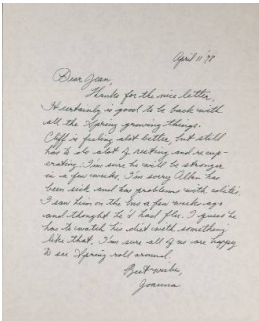 April 11 '98
Dear Jean,
Thanks for the nice letter.
It certainly is good to be back with
all the Spring growing things.
Cliff is feeling alot better, but still
has to do alot of resting and recup-
erating. I'm sure he will be stronger
in a few weeks. I'm sorry Allan has
been sick and has problems with colitis.
I saw him on the bus a few weeks ago
and thought he'd had flu. I guess he
has to watch his diet with something
like that. I'm sure all of us are happy
to see Spring roll around.
Best wishes,
Joanna